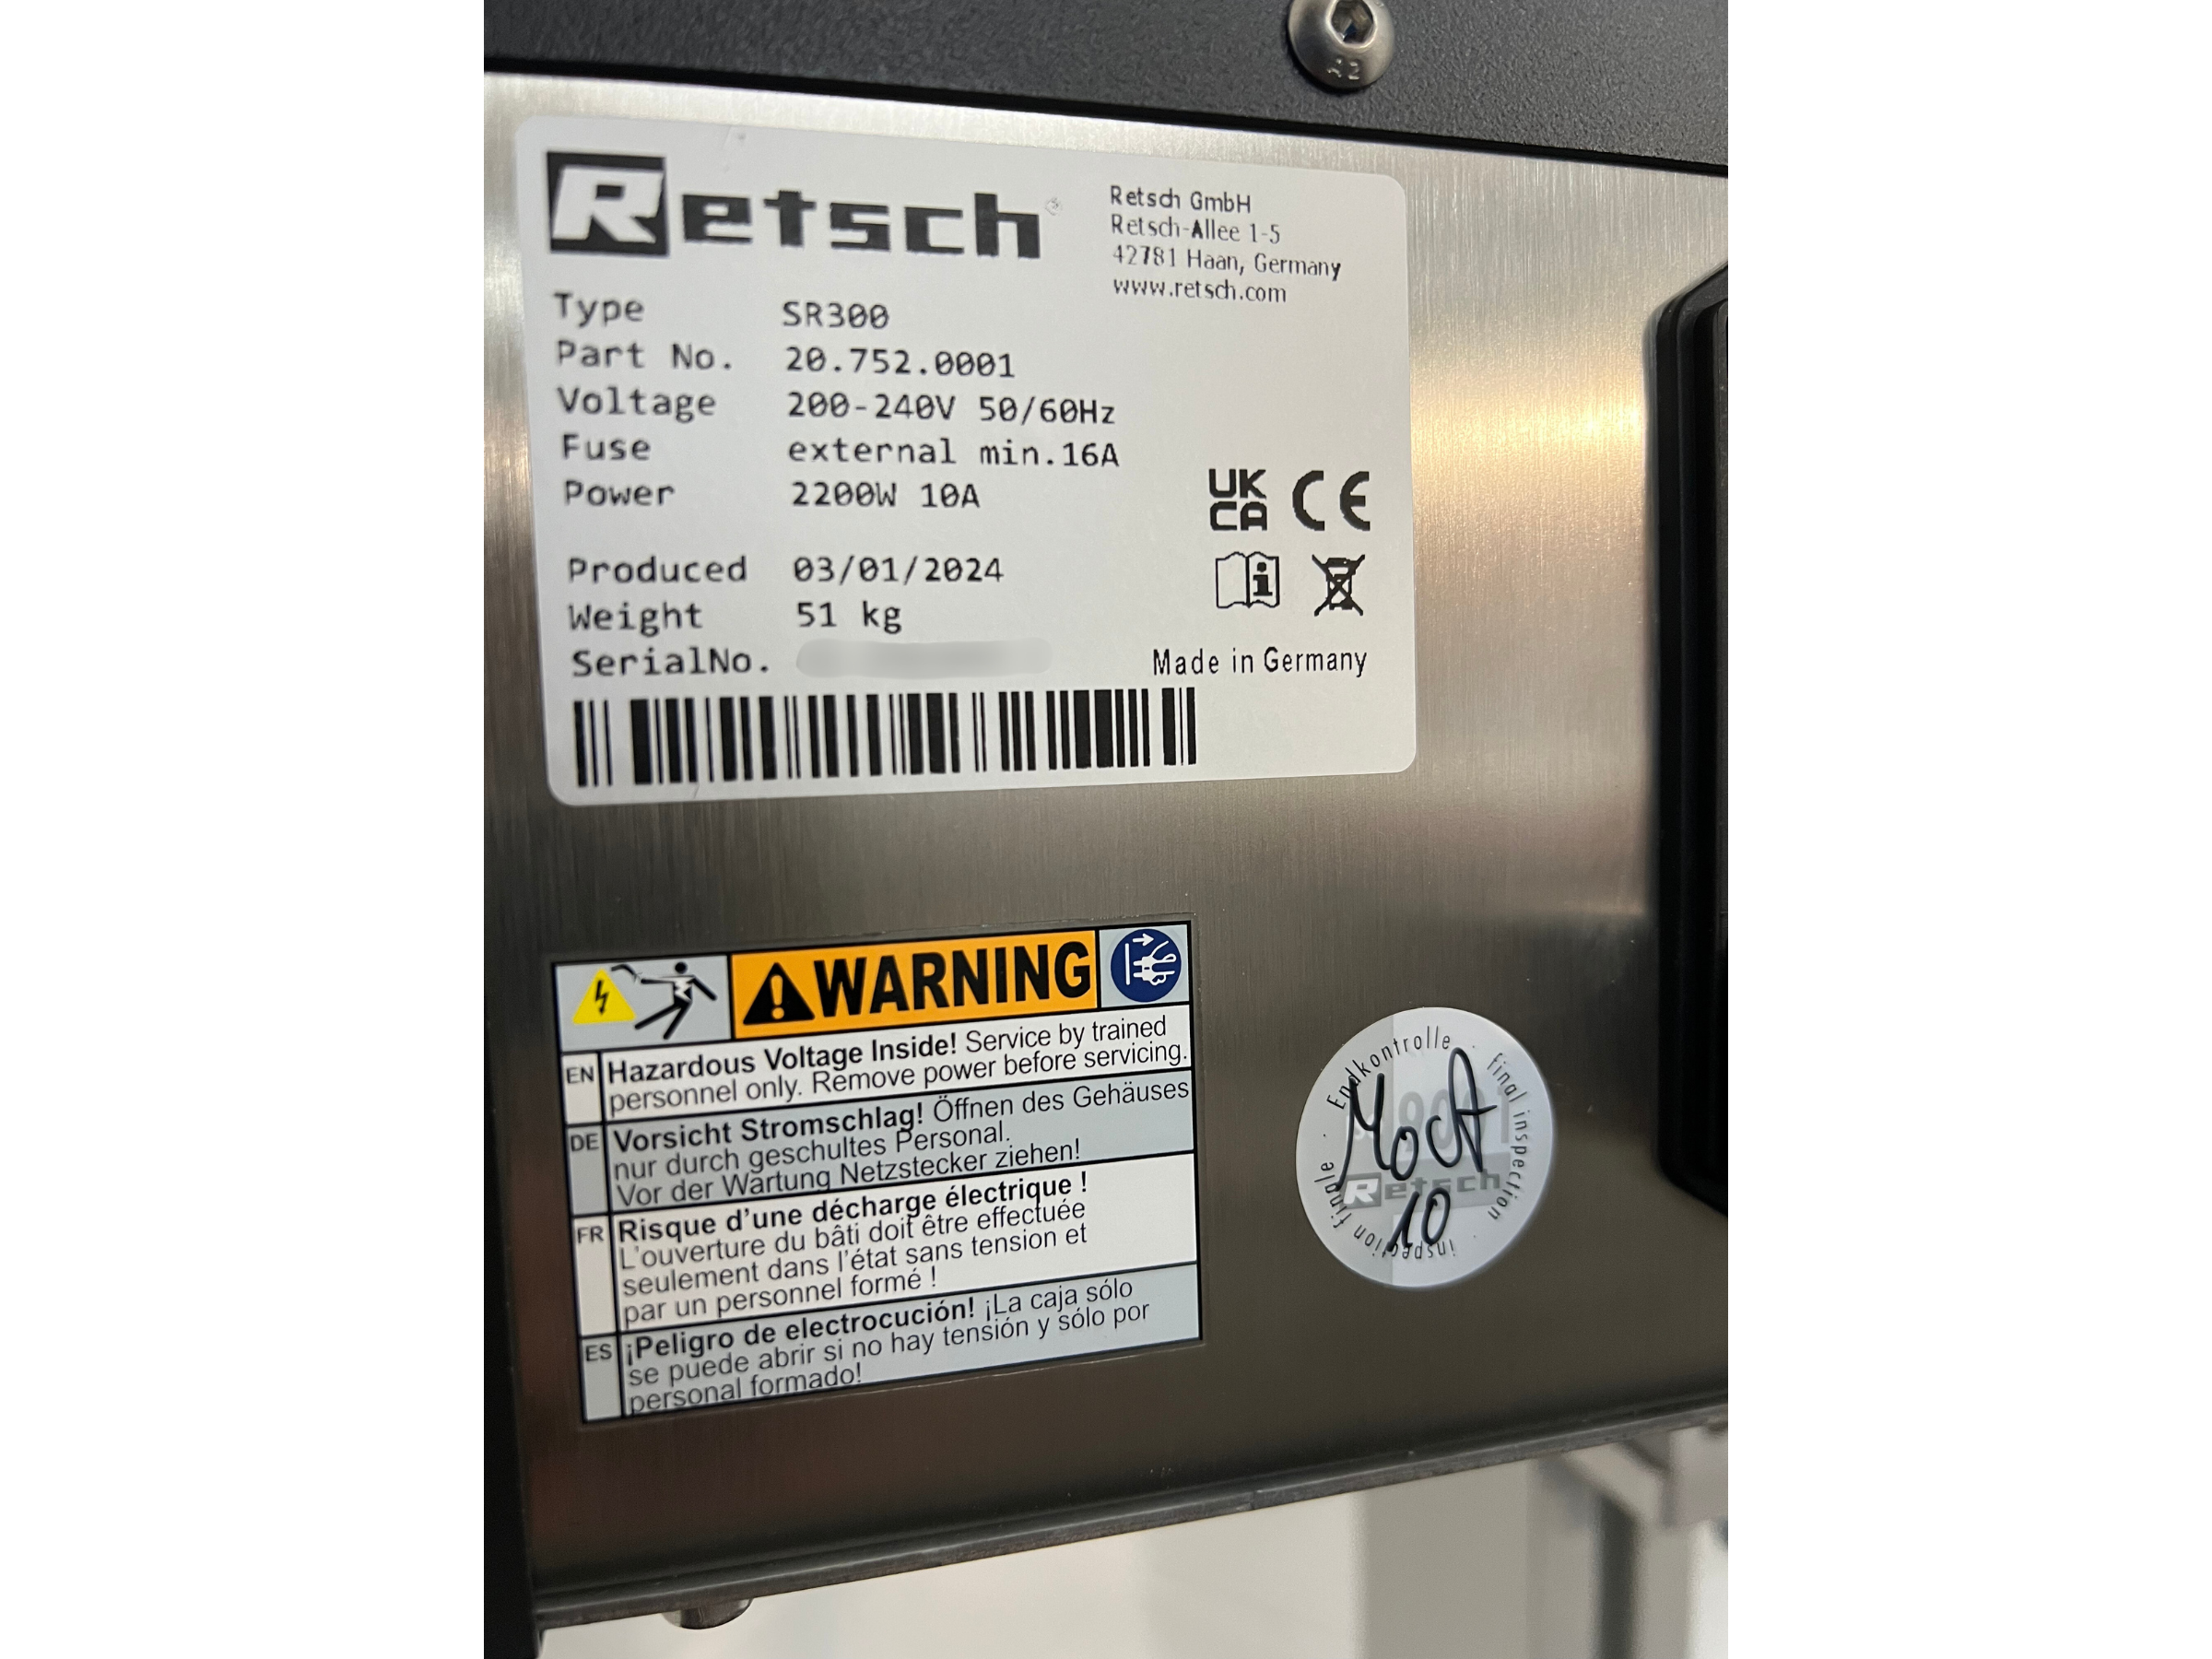 A2
Retsch
Retsch GmbH
Retsch-Allee 1-5
42781 Haan, Germany
www.retsch.com
Type SR300
Part No. 20.752.0001
Voltage 200-240V 50/60Hz
Fuse external min.16A
Power 2200W 10A
UK
CA CE
Produced 03/01/2024
Weight 51 kg
SerialNo.
Made in Germany
WARNING
EN Hazardous Voltage Inside! Service by trained
personnel only. Remove power before servicing.
DE Vorsicht Stromschlag! Öffnen des Gehäuses
nur durch geschultes Personal.
Vor der Wartung Netzstecker ziehen!
FR Risque d’une décharge électrique !
L’ouverture du bâti doit être effectuée
seulement dans l’état sans tension et
par un personnel formé !
ES ¡Peligro de electrocución! ¡La caja sólo
se puede abrir si no hay tensión y sólo por
personal formado!
Endkontrolle · final inspection · inspection finale ·
Retsch
10